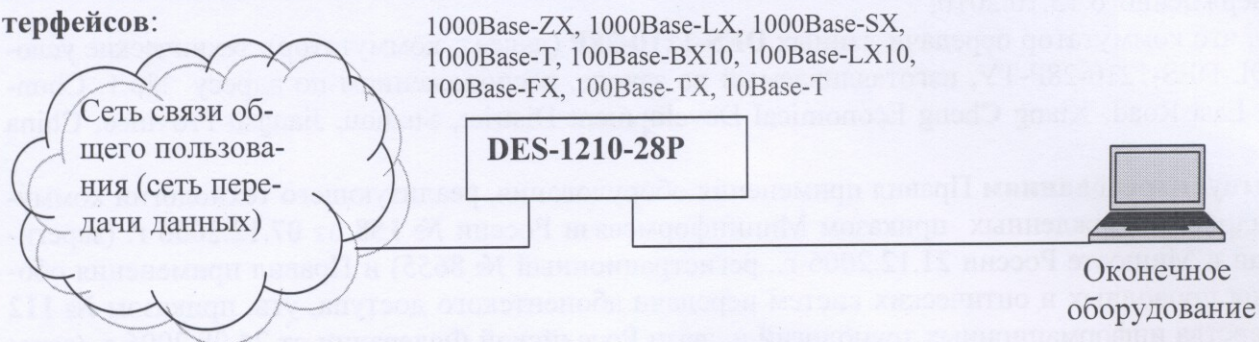 терфейсов:
1000Base-ZX, 1000Base-LX, 1000Base-SX,
1000Base-T, 100Base-BX10, 100Base-LX10,
100Base-FX, 100Base-TX, 10Base-T
Сеть связи об-
щего пользова-
ния (сеть пере-
дачи данных)
DES-1210-28P
Оконечное
оборудование